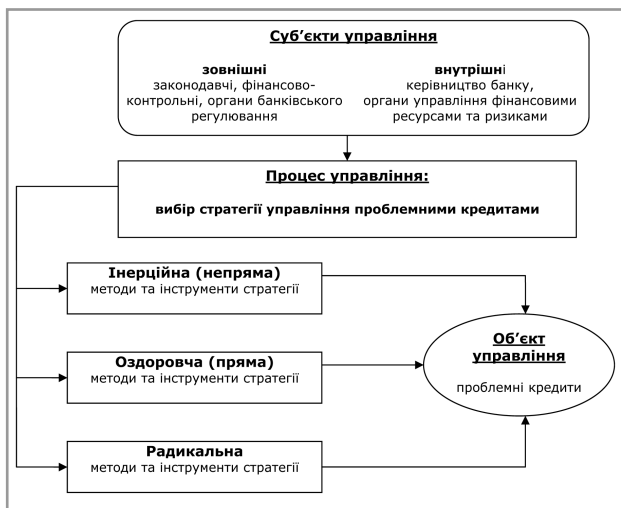 Суб’єкти управління
зовнішні
законодавчі, фінансово-
контрольні, органи банківського
регулювання
внутрішні
керівництво банку,
органи управління фінансовими
ресурсами та ризиками
Процес управління:
вибір стратегії управління проблемними кредитами
Інерційна (непряма)
методи та інструменти стратегії
Оздоровча (пряма)
методи та інструменти стратегії
Радикальна
методи та інструменти стратегії
Об’єкт
управління
проблемні кредити